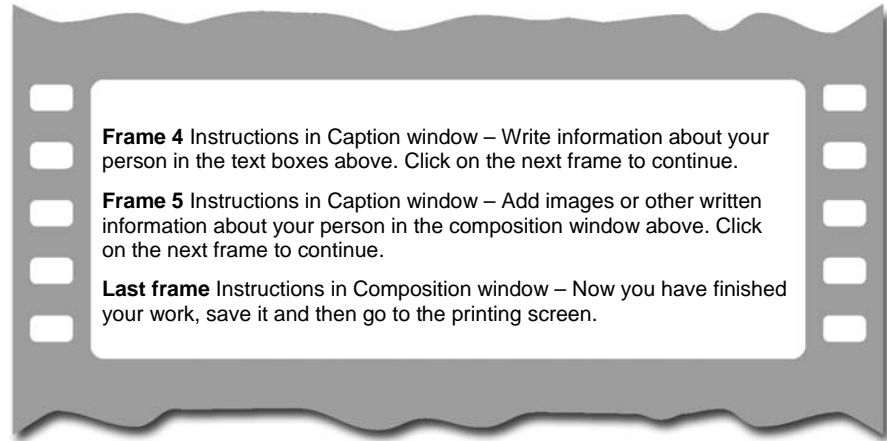 Frame 4 Instructions in Caption window – Write information about your
person in the text boxes above. Click on the next frame to continue.
Frame 5 Instructions in Caption window – Add images or other written
information about your person in the composition window above. Click
on the next frame to continue.
Last frame Instructions in Composition window – Now you have finished
your work, save it and then go to the printing screen.